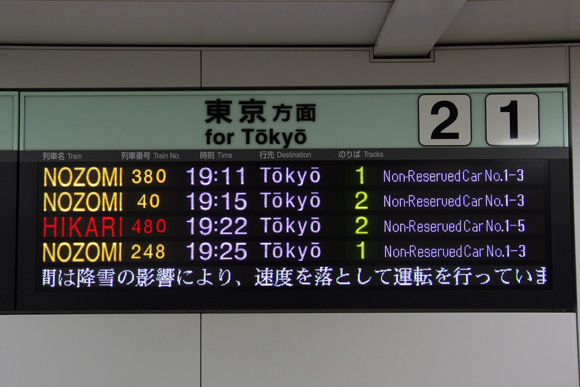 東京方面 2 1
for Tōkyō
列車名 Train 列車番号 Train No. 時刻 Time 行先 Destination のりば Tracks
NOZOMI 380 19:11 Tōkyō 1 Non-Reserved Car No.1-3
NOZOMI 40 19:15 Tōkyō 2 Non-Reserved Car No.1-3
HIKARI 480 19:22 Tōkyō 2 Non-Reserved Car No.1-5
NOZOMI 248 19:25 Tōkyō 1 Non-Reserved Car No.1-3
間は降雪の影響により、速度を落として運転を行っていま